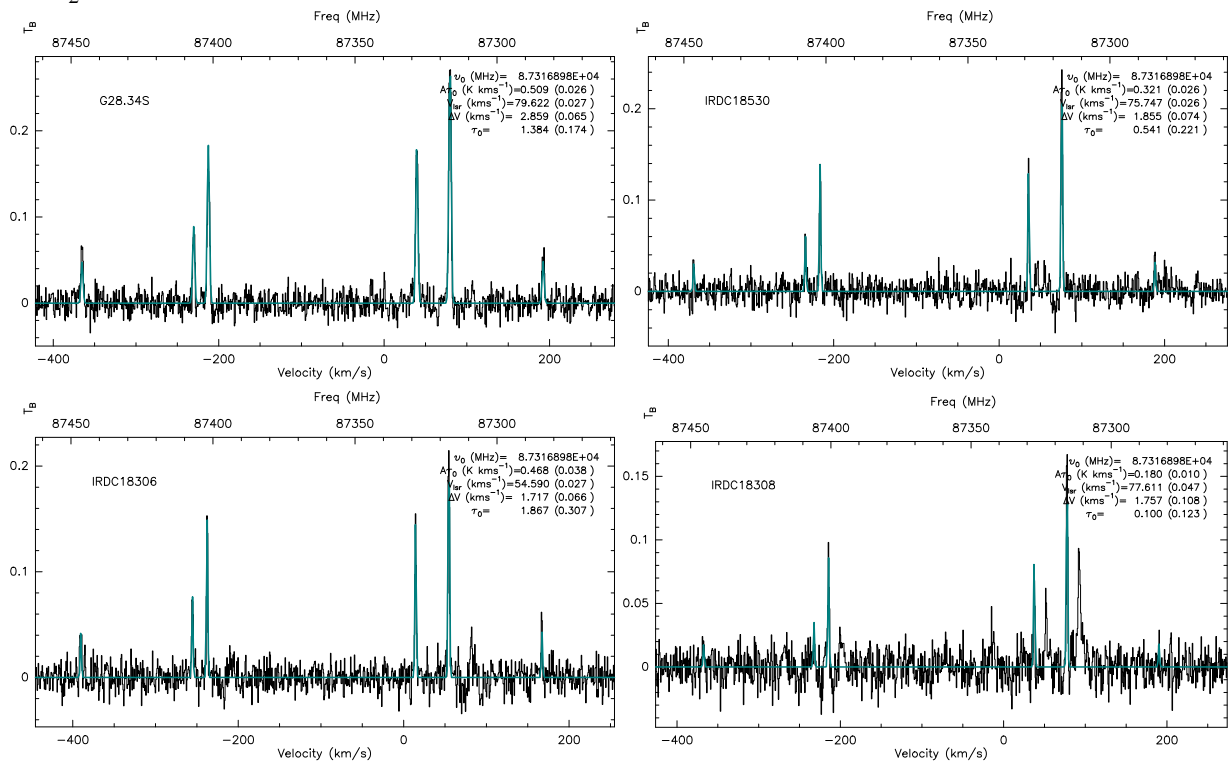 2
Freq (MHz)
87450 87400 87350 87300
T_B
G28.34S
υ₀ (MHz)= 8.7316898E+04
Aτ₀ (K kms⁻¹)=0.509 (0.026 )
V_lsr (kms⁻¹)=79.622 (0.027 )
ΔV (kms⁻¹)= 2.859 (0.065 )
τ₀= 1.384 (0.174 )
0.2
0.1
0
−400 −200 0 200
Velocity (km/s)
Freq (MHz)
87450 87400 87350 87300
T_B
IRDC18530
υ₀ (MHz)= 8.7316898E+04
Aτ₀ (K kms⁻¹)=0.321 (0.026 )
V_lsr (kms⁻¹)=75.747 (0.026 )
ΔV (kms⁻¹)= 1.855 (0.074 )
τ₀= 0.541 (0.221 )
0.2
0.1
0
−400 −200 0 200
Velocity (km/s)
Freq (MHz)
87450 87400 87350 87300
T_B
IRDC18306
υ₀ (MHz)= 8.7316898E+04
Aτ₀ (K kms⁻¹)=0.468 (0.038 )
V_lsr (kms⁻¹)=54.590 (0.027 )
ΔV (kms⁻¹)= 1.717 (0.066 )
τ₀= 1.867 (0.307 )
0.2
0.1
0
−400 −200 0 200
Velocity (km/s)
Freq (MHz)
87450 87400 87350 87300
T_B
IRDC18308
υ₀ (MHz)= 8.7316898E+04
Aτ₀ (K kms⁻¹)=0.180 (0.010 )
V_lsr (kms⁻¹)=77.611 (0.047 )
ΔV (kms⁻¹)= 1.757 (0.108 )
τ₀= 0.100 (0.123 )
0.15
0.1
0.05
0
−400 −200 0 200
Velocity (km/s)